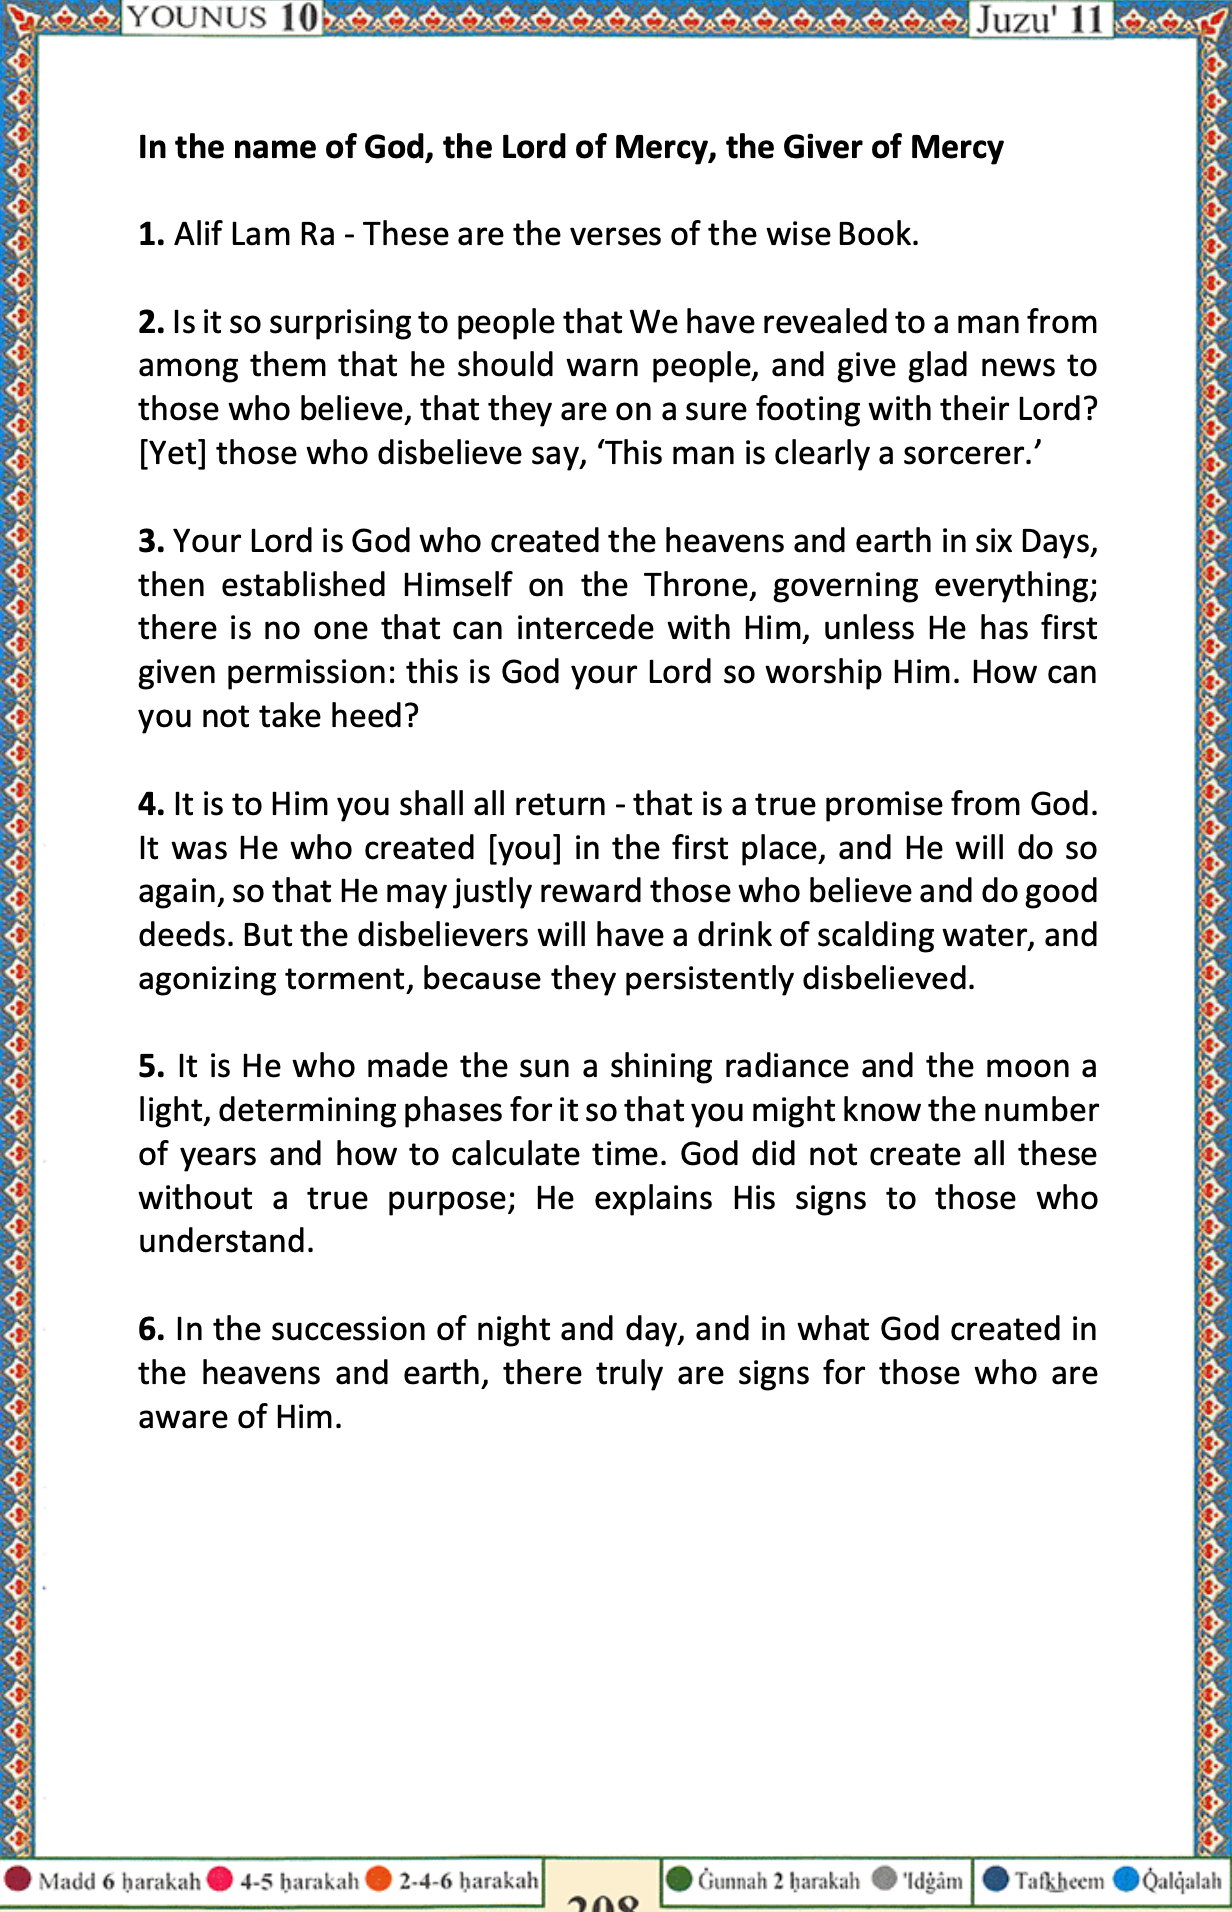 YOUNUS 10
Juzu' 11
In the name of God, the Lord of Mercy, the Giver of Mercy
1. Alif Lam Ra - These are the verses of the wise Book.
2. Is it so surprising to people that We have revealed to a man from
among them that he should warn people, and give glad news to
those who believe, that they are on a sure footing with their Lord?
[Yet] those who disbelieve say, ‘This man is clearly a sorcerer.’
3. Your Lord is God who created the heavens and earth in six Days,
then established Himself on the Throne, governing everything;
there is no one that can intercede with Him, unless He has first
given permission: this is God your Lord so worship Him. How can
you not take heed?
4. It is to Him you shall all return - that is a true promise from God.
It was He who created [you] in the first place, and He will do so
again, so that He may justly reward those who believe and do good
deeds. But the disbelievers will have a drink of scalding water, and
agonizing torment, because they persistently disbelieved.
5. It is He who made the sun a shining radiance and the moon a
light, determining phases for it so that you might know the number
of years and how to calculate time. God did not create all these
without a true purpose; He explains His signs to those who
understand.
6. In the succession of night and day, and in what God created in
the heavens and earth, there truly are signs for those who are
aware of Him.
Madd 6 ḥarakah 4-5 ḥarakah 2-4-6 ḥarakah
208
Ġunnah 2 ḥarakah 'Idġâm Tafkheem Q̇alq̇alah